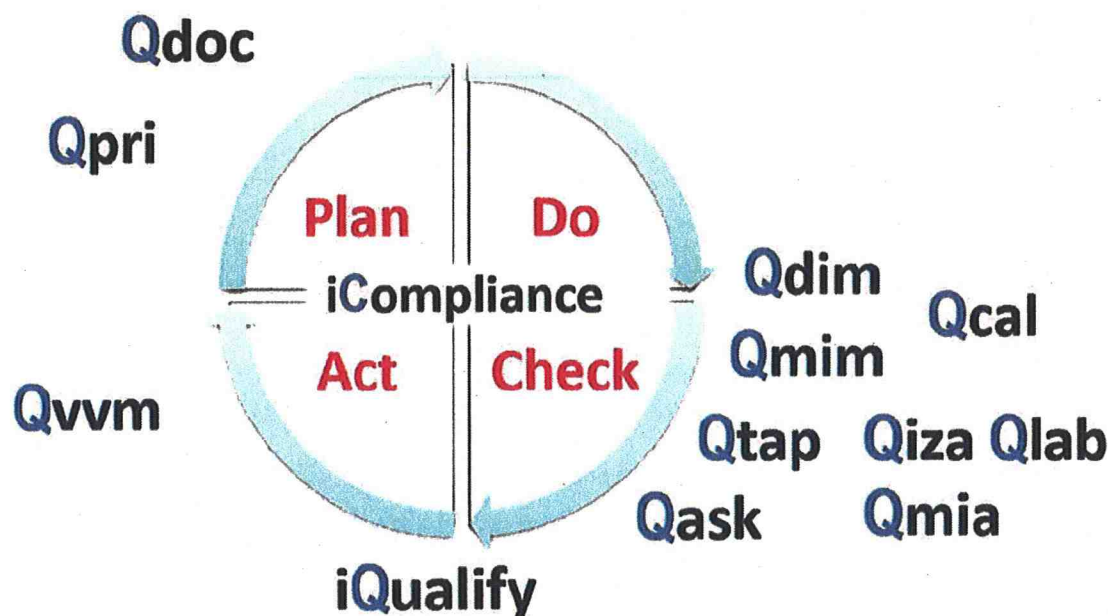 Qdoc
Qpri
Plan Do
iCompliance
Act Check
Qdim
Qcal
Qmim
Qvvm
Qtap Qiza Qlab
Qask Qmia
iQualify